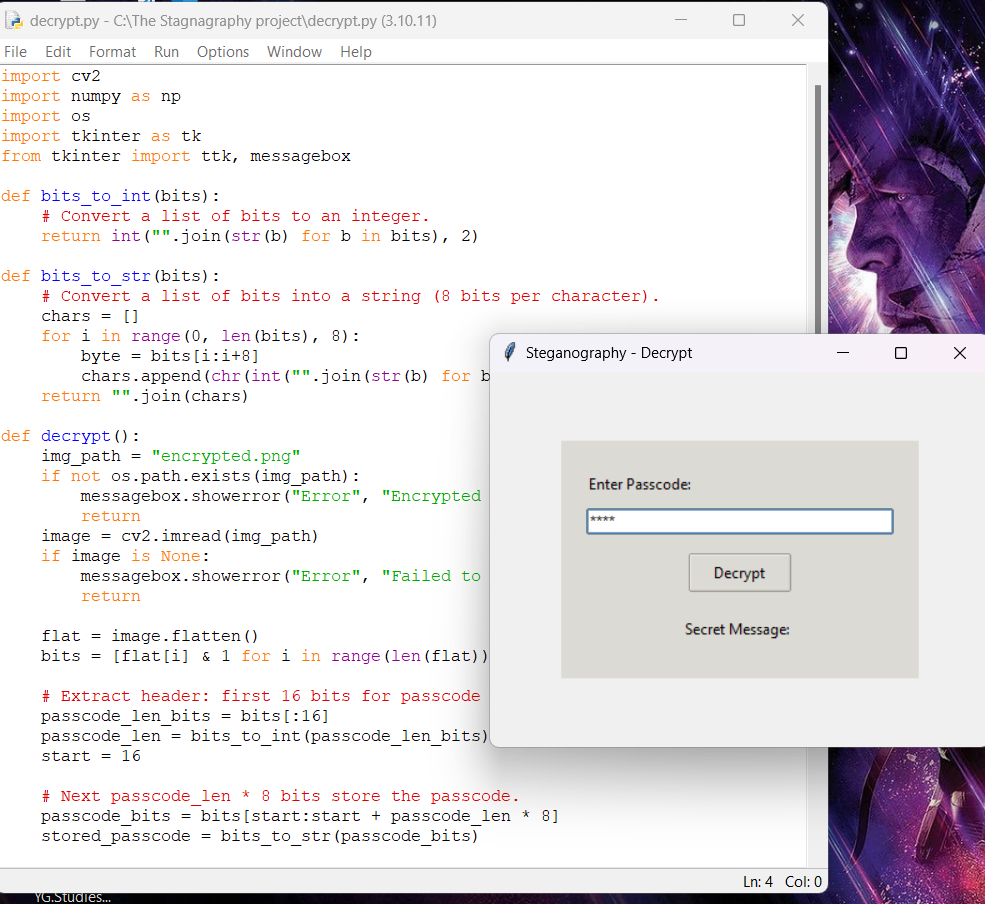 decrypt.py - C:\The Stagnagraphy project\decrypt.py (3.10.11)
File Edit Format Run Options Window Help
import cv2
import numpy as np
import os
import tkinter as tk
from tkinter import ttk, messagebox
def bits_to_int(bits):
    # Convert a list of bits to an integer.
    return int("".join(str(b) for b in bits), 2)
def bits_to_str(bits):
    # Convert a list of bits into a string (8 bits per character).
    chars = []
    for i in range(0, len(bits), 8):
        byte = bits[i:i+8]
        chars.append(chr(int("".join(str(b) for b
    return "".join(chars)
def decrypt():
    img_path = "encrypted.png"
    if not os.path.exists(img_path):
        messagebox.showerror("Error", "Encrypted
        return
    image = cv2.imread(img_path)
    if image is None:
        messagebox.showerror("Error", "Failed to
        return
    flat = image.flatten()
    bits = [flat[i] & 1 for i in range(len(flat))
    # Extract header: first 16 bits for passcode
    passcode_len_bits = bits[:16]
    passcode_len = bits_to_int(passcode_len_bits)
    start = 16
    # Next passcode_len * 8 bits store the passcode.
    passcode_bits = bits[start:start + passcode_len * 8]
    stored_passcode = bits_to_str(passcode_bits)
Ln: 4 Col: 0
Steganography - Decrypt
Enter Passcode:
****
Decrypt
Secret Message:
YG.Studies...